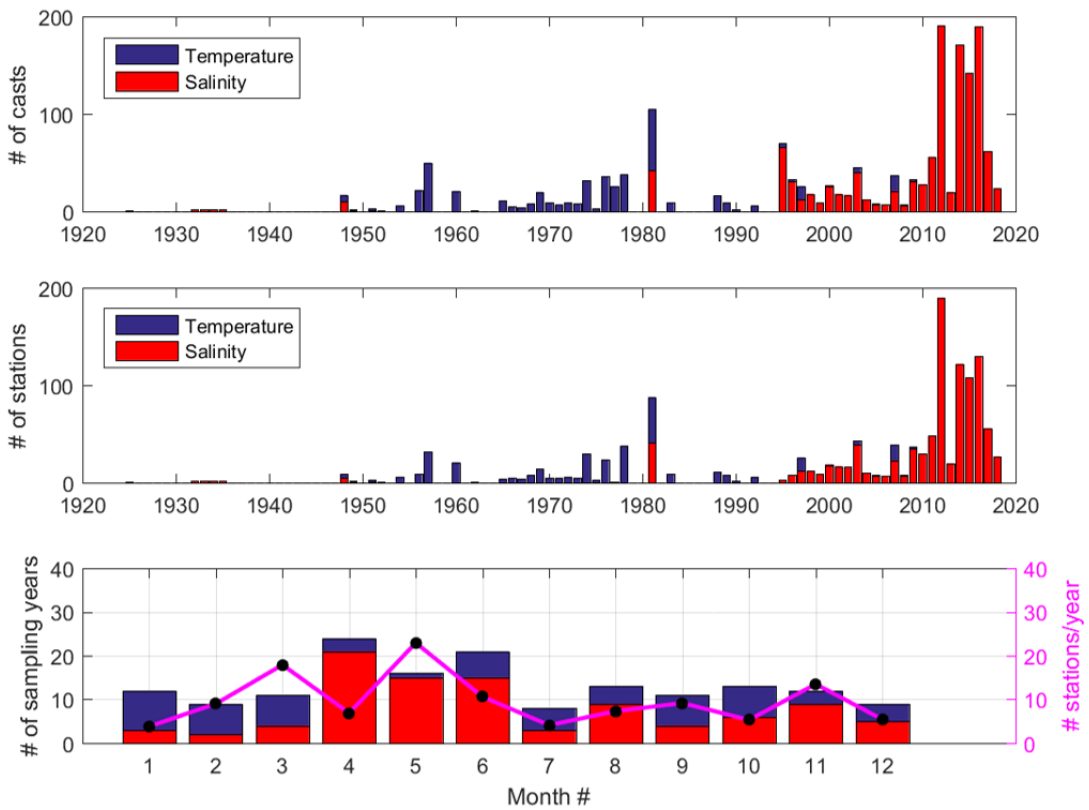 200
100
0
# of casts
Temperature
Salinity
1920 1930 1940 1950 1960 1970 1980 1990 2000 2010 2020
200
100
0
# of stations
Temperature
Salinity
1920 1930 1940 1950 1960 1970 1980 1990 2000 2010 2020
40
30
20
10
0
# of sampling years
40
30
20
10
0
# stations/year
1 2 3 4 5 6 7 8 9 10 11 12
Month #